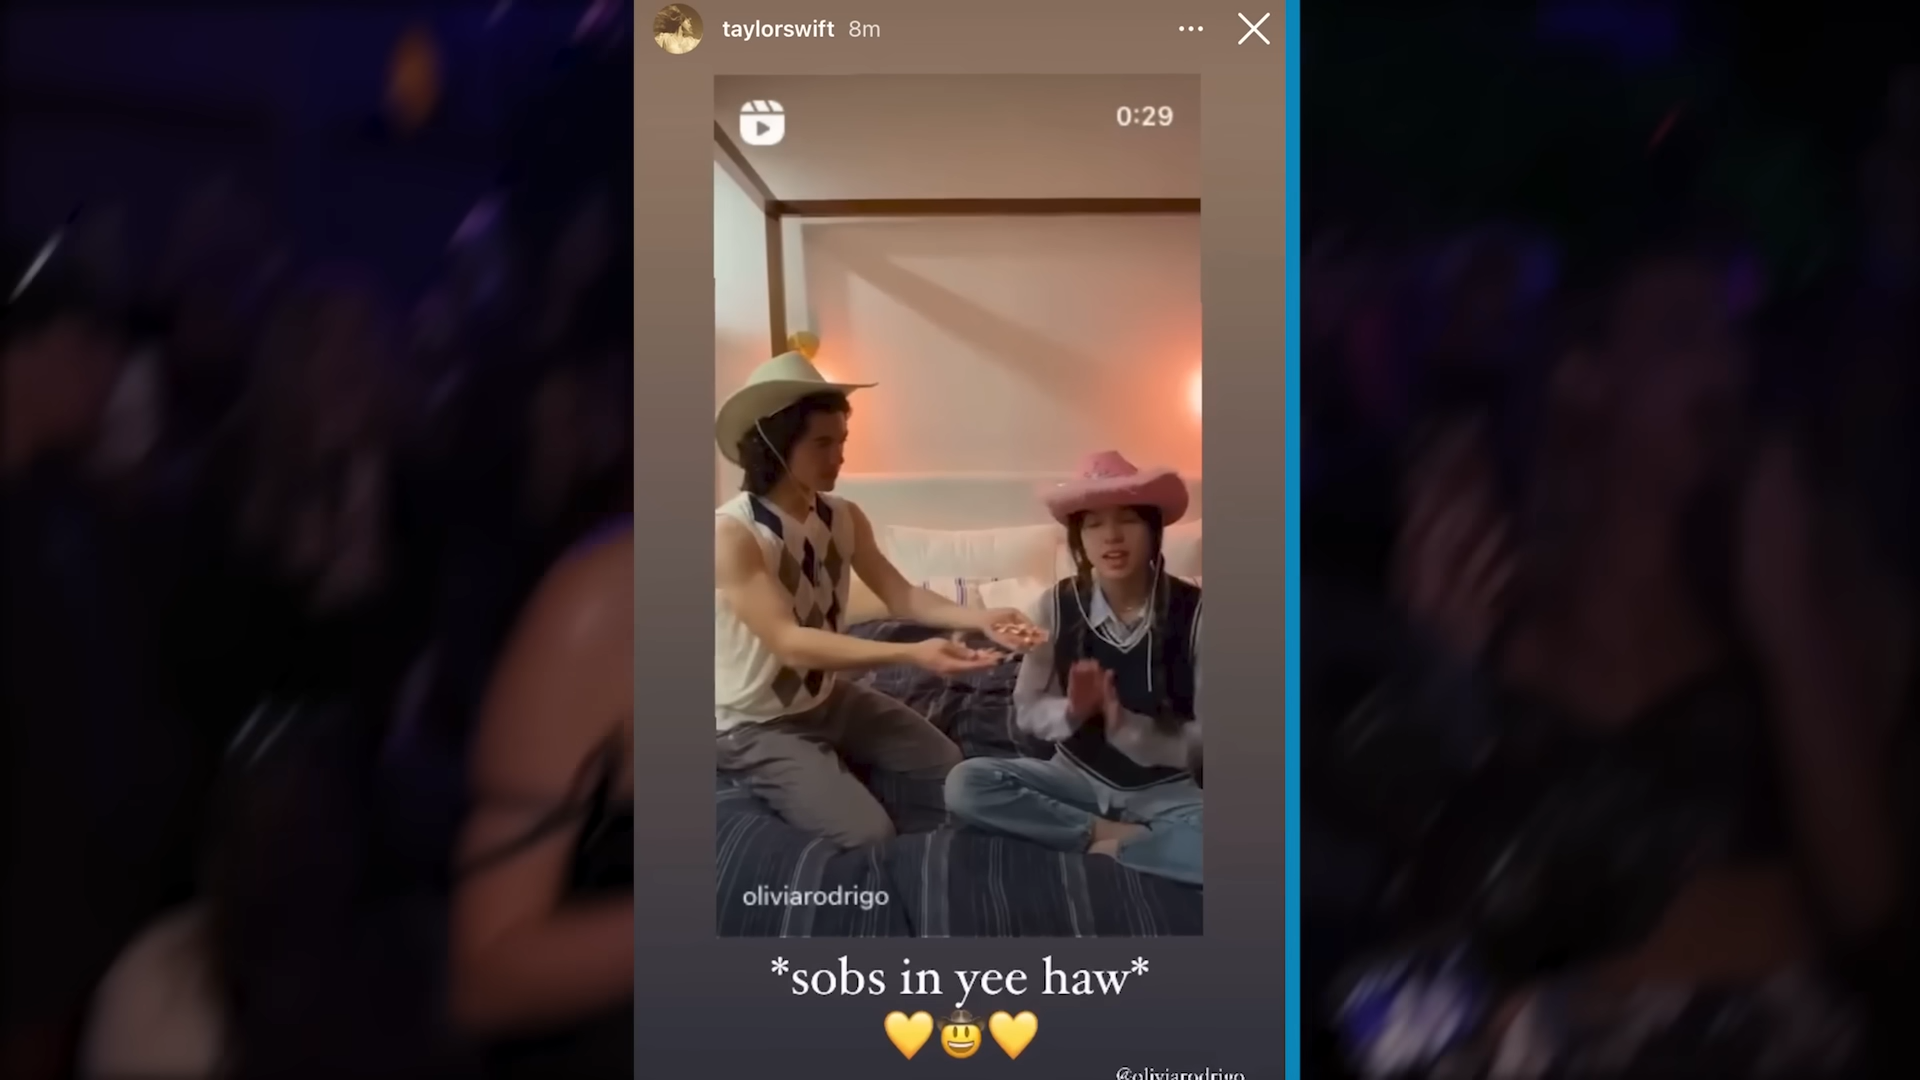 taylorswift 8m
0:29
oliviarodrigo
*sobs in yee haw*
@oliviarodrigo